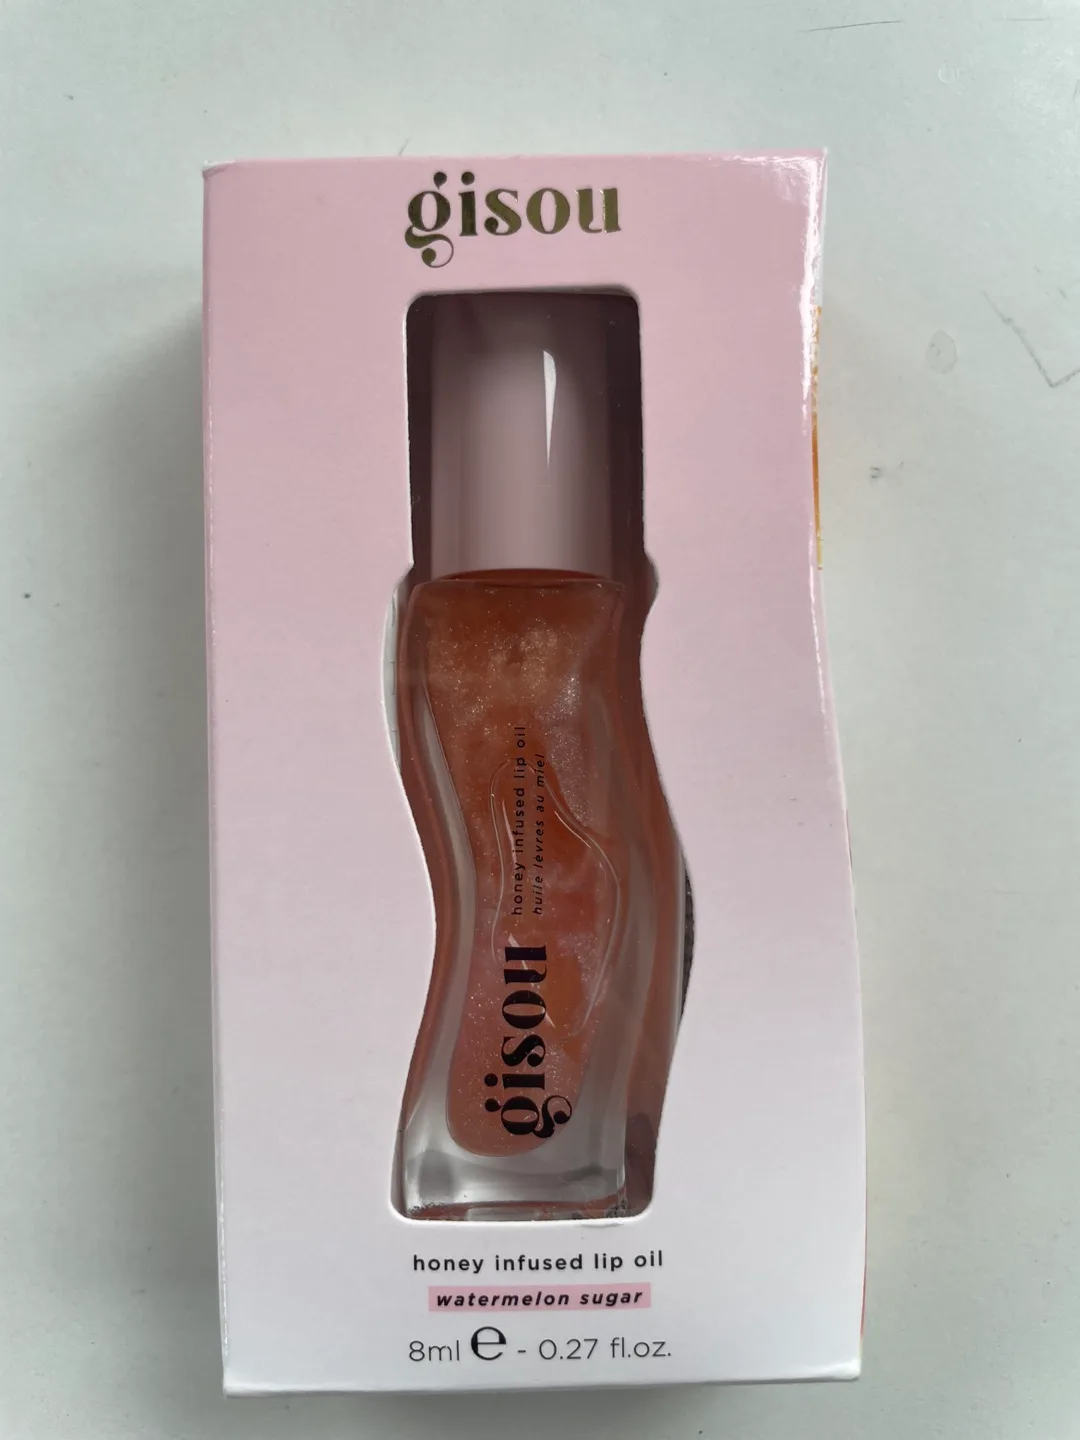 gisou
honey infused lip oil
huile lèvres au miel
gisou
honey infused lip oil
watermelon sugar
8ml ℮ - 0.27 fl.oz.